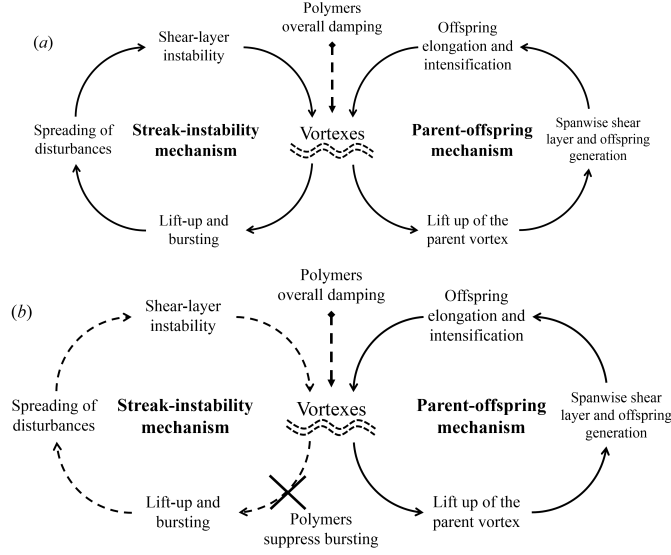 (a)
Polymers
overall damping
Shear-layer
instability
Offspring
elongation and
intensification
Spreading of
disturbances
Streak-instability
mechanism
Vortexes
Parent-offspring
mechanism
Spanwise shear
layer and offspring
generation
Lift-up and
bursting
Lift up of the
parent vortex
(b)
Polymers
overall damping
Shear-layer
instability
Offspring
elongation and
intensification
Spreading of
disturbances
Streak-instability
mechanism
Vortexes
Parent-offspring
mechanism
Spanwise shear
layer and offspring
generation
Lift-up and
bursting
Polymers
suppress bursting
Lift up of the
parent vortex